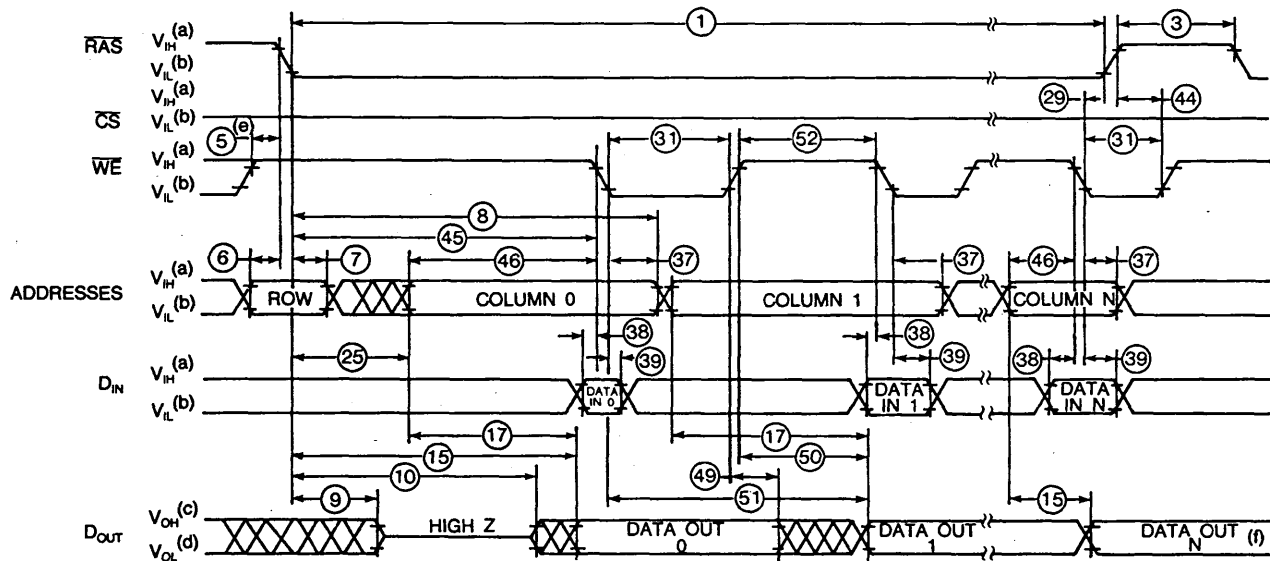 ① ③
RAS V_IH (a)
V_IL (b)
V_IH (a) ㉙ ㊹
CS V_IL (b)
⑤ (e) ㉛ 52 ㉛
WE V_IH (a)
V_IL (b)
⑧
㊺
⑥ ⑦ ㊻ ㊲ ㊲ ㊻ ㊲
ADDRESSES V_IH (a)
V_IL (b) ROW COLUMN 0 COLUMN 1 COLUMN N
㊳ ㊳
㉕ ㊴ ㊴ ㊳ ㊴
D_IN V_IH (a)
V_IL (b) DATA IN 0 DATA IN 1 DATA IN N
⑰ ⑰
⑮ ㊿
⑩ ㊾
⑨ 51 ⑮
D_OUT V_OH (c)
V_OL (d) HIGH Z DATA OUT 0 DATA OUT 1 DATA OUT N (f)